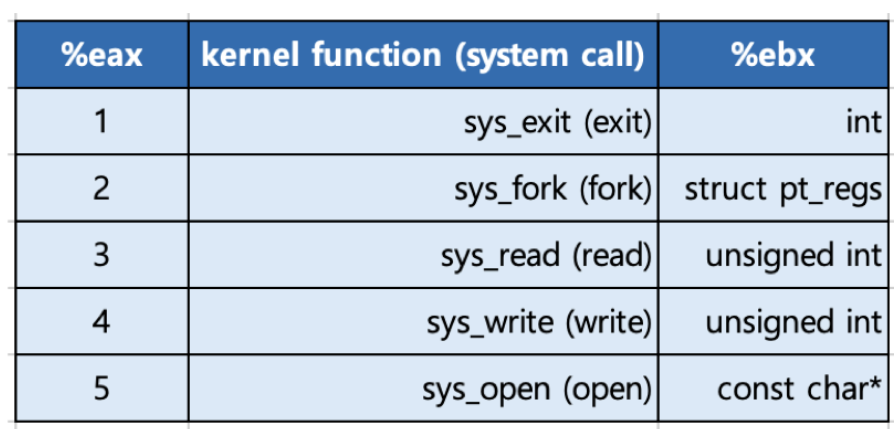 %eax kernel function (system call) %ebx
1 sys_exit (exit) int
2 sys_fork (fork) struct pt_regs
3 sys_read (read) unsigned int
4 sys_write (write) unsigned int
5 sys_open (open) const char*